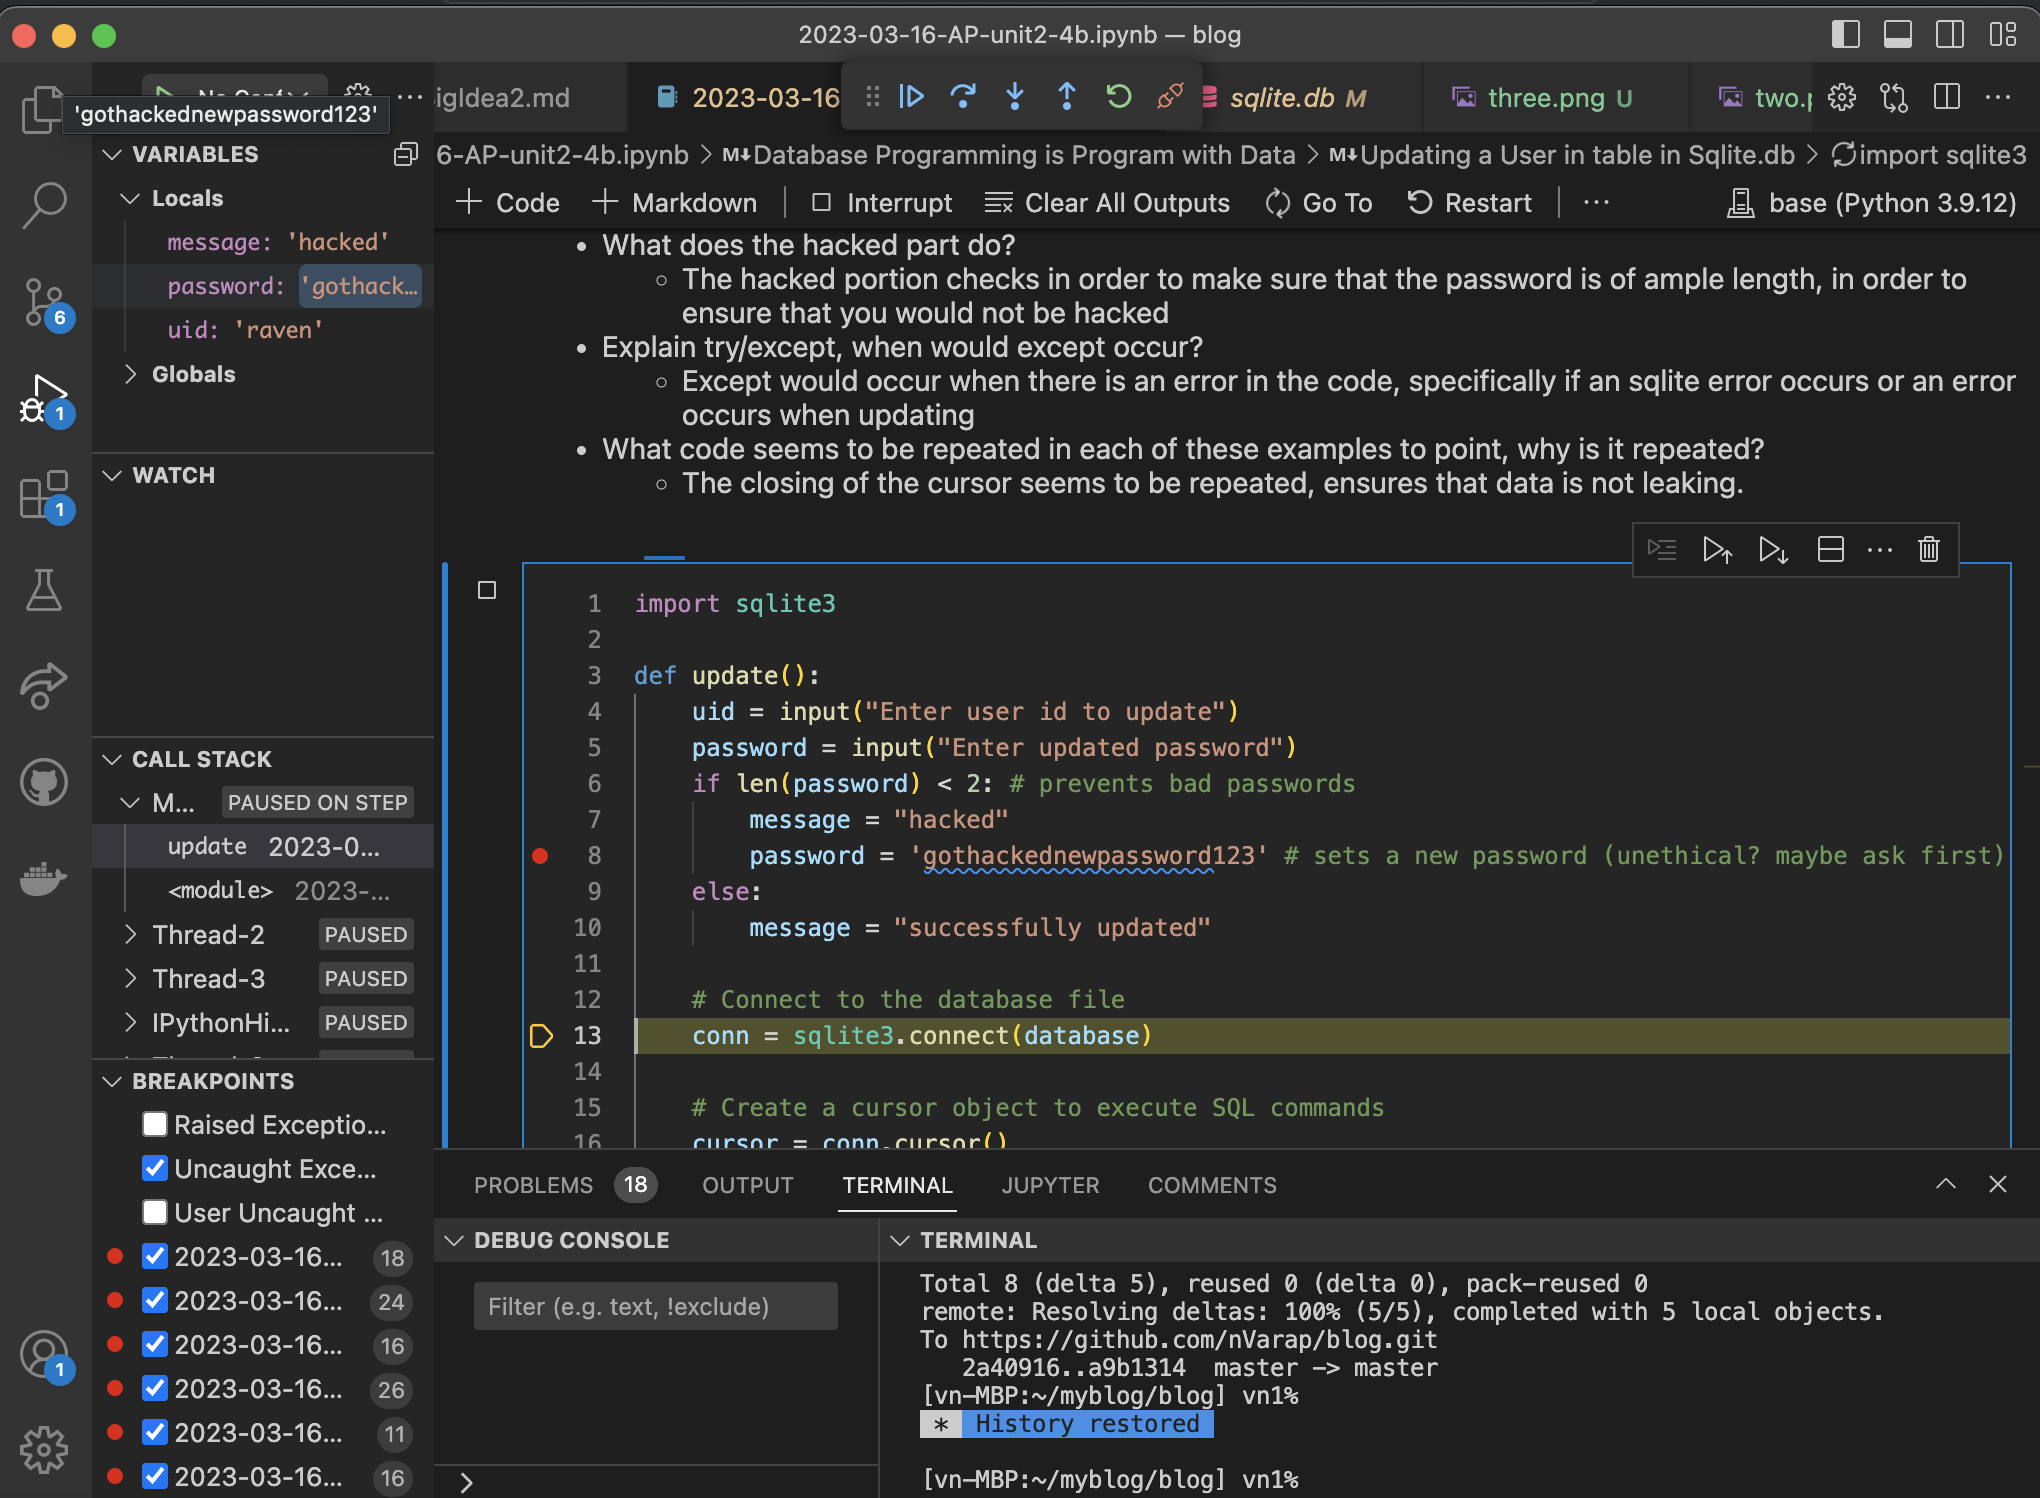 2023-03-16-AP-unit2-4b.ipynb — blog
'gothackednewpassword123'
igIdea2.md
2023-03-16
sqlite.db M
three.png U
two.p
6-AP-unit2-4b.ipynb > M↓Database Programming is Program with Data > M↓Updating a User in table in Sqlite.db > import sqlite3
+ Code + Markdown Interrupt Clear All Outputs Go To Restart ··· base (Python 3.9.12)
VARIABLES
Locals
message: 'hacked'
password: 'gothack…
uid: 'raven'
Globals
WATCH
CALL STACK
M... PAUSED ON STEP
update 2023-0...
<module> 2023-...
Thread-2 PAUSED
Thread-3 PAUSED
IPythonHi... PAUSED
BREAKPOINTS
Raised Exceptio...
Uncaught Exce...
User Uncaught ...
2023-03-16... 18
2023-03-16... 24
2023-03-16... 16
2023-03-16... 26
2023-03-16... 11
2023-03-16... 16
6
1
1
1
• What does the hacked part do?
◦ The hacked portion checks in order to make sure that the password is of ample length, in order to
ensure that you would not be hacked
• Explain try/except, when would except occur?
◦ Except would occur when there is an error in the code, specifically if an sqlite error occurs or an error
occurs when updating
• What code seems to be repeated in each of these examples to point, why is it repeated?
◦ The closing of the cursor seems to be repeated, ensures that data is not leaking.
1 import sqlite3
2
3 def update():
4 uid = input("Enter user id to update")
5 password = input("Enter updated password")
6 if len(password) < 2: # prevents bad passwords
7 message = "hacked"
8 password = 'gothackednewpassword123' # sets a new password (unethical? maybe ask first)
9 else:
10 message = "successfully updated"
11
12 # Connect to the database file
13 conn = sqlite3.connect(database)
14
15 # Create a cursor object to execute SQL commands
16 cursor = conn.cursor()
PROBLEMS 18 OUTPUT TERMINAL JUPYTER COMMENTS
DEBUG CONSOLE
Filter (e.g. text, !exclude)
>
TERMINAL
Total 8 (delta 5), reused 0 (delta 0), pack-reused 0
remote: Resolving deltas: 100% (5/5), completed with 5 local objects.
To https://github.com/nVarap/blog.git
2a40916..a9b1314 master -> master
[vn-MBP:~/myblog/blog] vn1%
* History restored
[vn-MBP:~/myblog/blog] vn1%